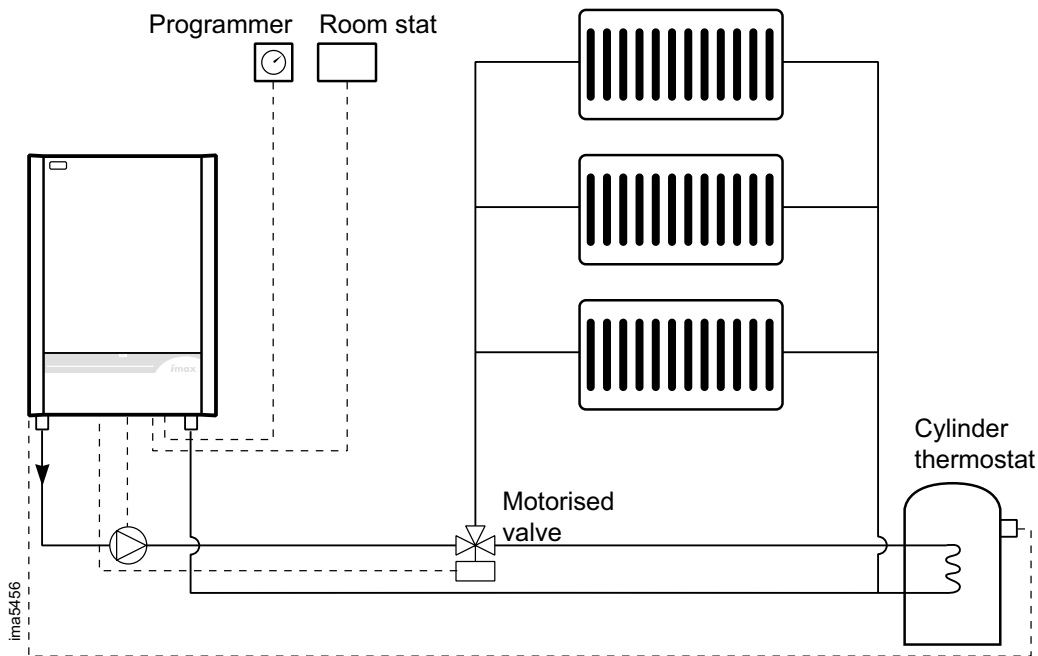 Programmer
Room stat
imax
Motorised
valve
Cylinder
thermostat
ima5456